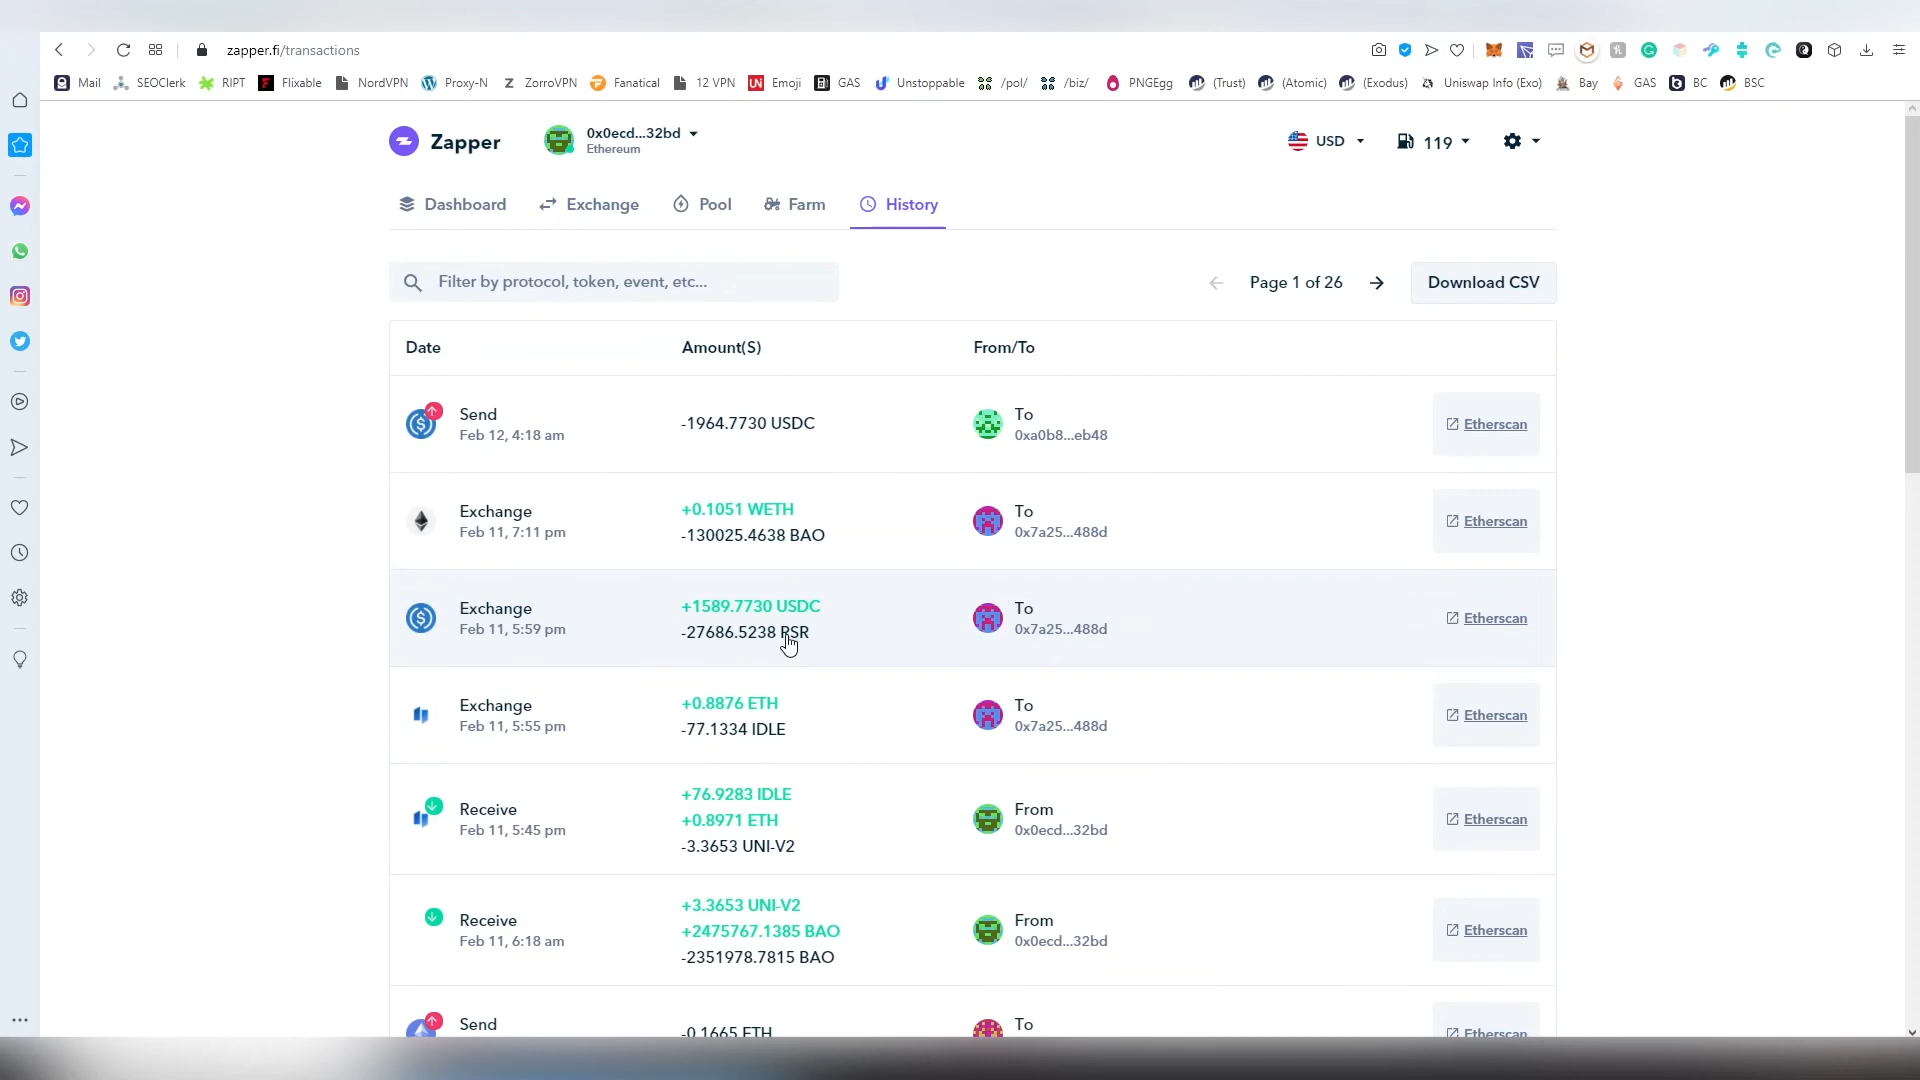 zapper.fi/transactions
Mail SEOClerk RIPT Flixable NordVPN Proxy-N ZorroVPN Fanatical 12 VPN Emoji GAS Unstoppable /pol/ /biz/ PNGEgg (Trust) (Atomic) (Exodus) Uniswap Info (Exo) Bay GAS BC BSC
Zapper
0x0ecd...32bd
Ethereum
USD
119
Dashboard Exchange Pool Farm History
Filter by protocol, token, event, etc...
Page 1 of 26
Download CSV
Date Amount(S) From/To
Send
Feb 12, 4:18 am
-1964.7730 USDC
To
0xa0b8...eb48
Etherscan
Exchange
Feb 11, 7:11 pm
+0.1051 WETH
-130025.4638 BAO
To
0x7a25...488d
Etherscan
Exchange
Feb 11, 5:59 pm
+1589.7730 USDC
-27686.5238 RSR
To
0x7a25...488d
Etherscan
Exchange
Feb 11, 5:55 pm
+0.8876 ETH
-77.1334 IDLE
To
0x7a25...488d
Etherscan
Receive
Feb 11, 5:45 pm
+76.9283 IDLE
+0.8971 ETH
-3.3653 UNI-V2
From
0x0ecd...32bd
Etherscan
Receive
Feb 11, 6:18 am
+3.3653 UNI-V2
+2475767.1385 BAO
-2351978.7815 BAO
From
0x0ecd...32bd
Etherscan
Send
-0.1665 ETH
To
Etherscan